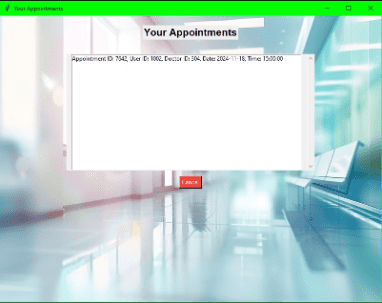 Your Appointments
Your Appointments
Appointment ID: 7642, User ID: 1002, Doctor ID: 304, Date: 2024-11-18, Time: 15:00:00
Cancel